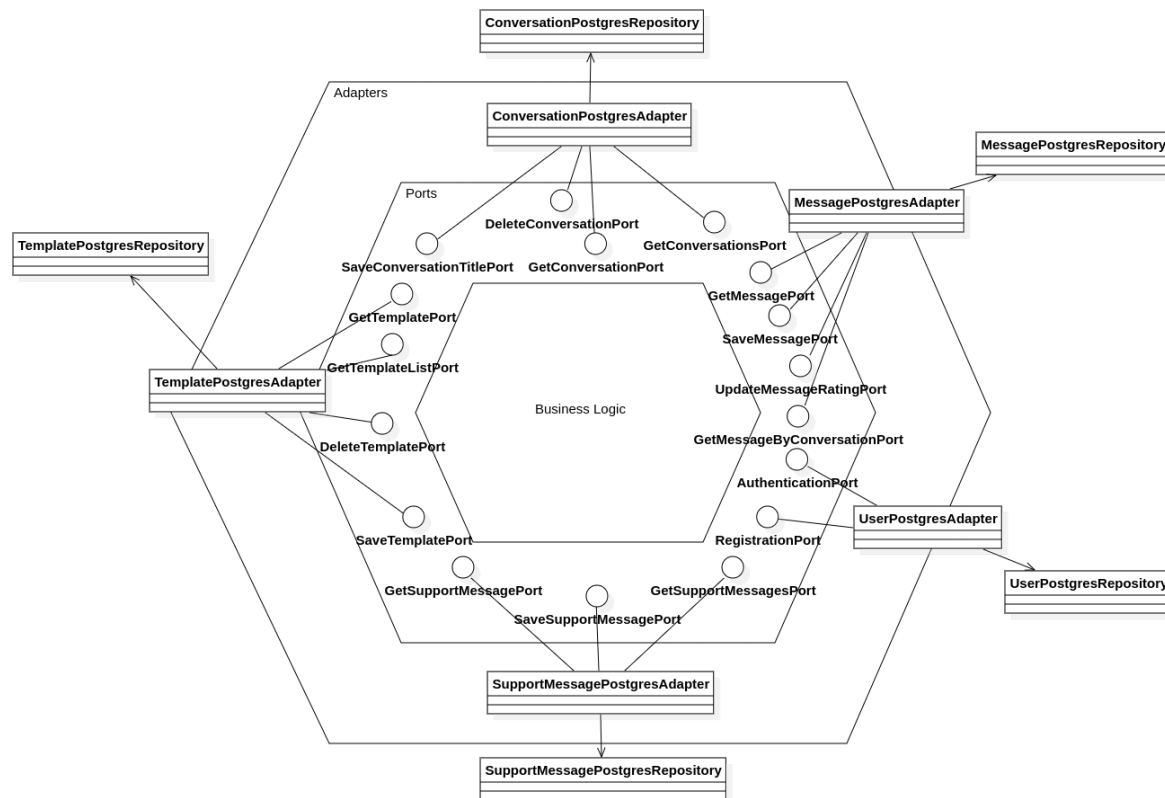 ConversationPostgresRepository
Adapters
ConversationPostgresAdapter
MessagePostgresRepository
Ports
MessagePostgresAdapter
DeleteConversationPort
TemplatePostgresRepository
GetConversationsPort
SaveConversationTitlePort
GetConversationPort
GetMessagePort
GetTemplatePort
SaveMessagePort
GetTemplateListPort
TemplatePostgresAdapter
UpdateMessageRatingPort
Business Logic
GetMessageByConversationPort
DeleteTemplatePort
AuthenticationPort
UserPostgresAdapter
SaveTemplatePort
RegistrationPort
UserPostgresRepository
GetSupportMessagePort
GetSupportMessagesPort
SaveSupportMessagePort
SupportMessagePostgresAdapter
SupportMessagePostgresRepository